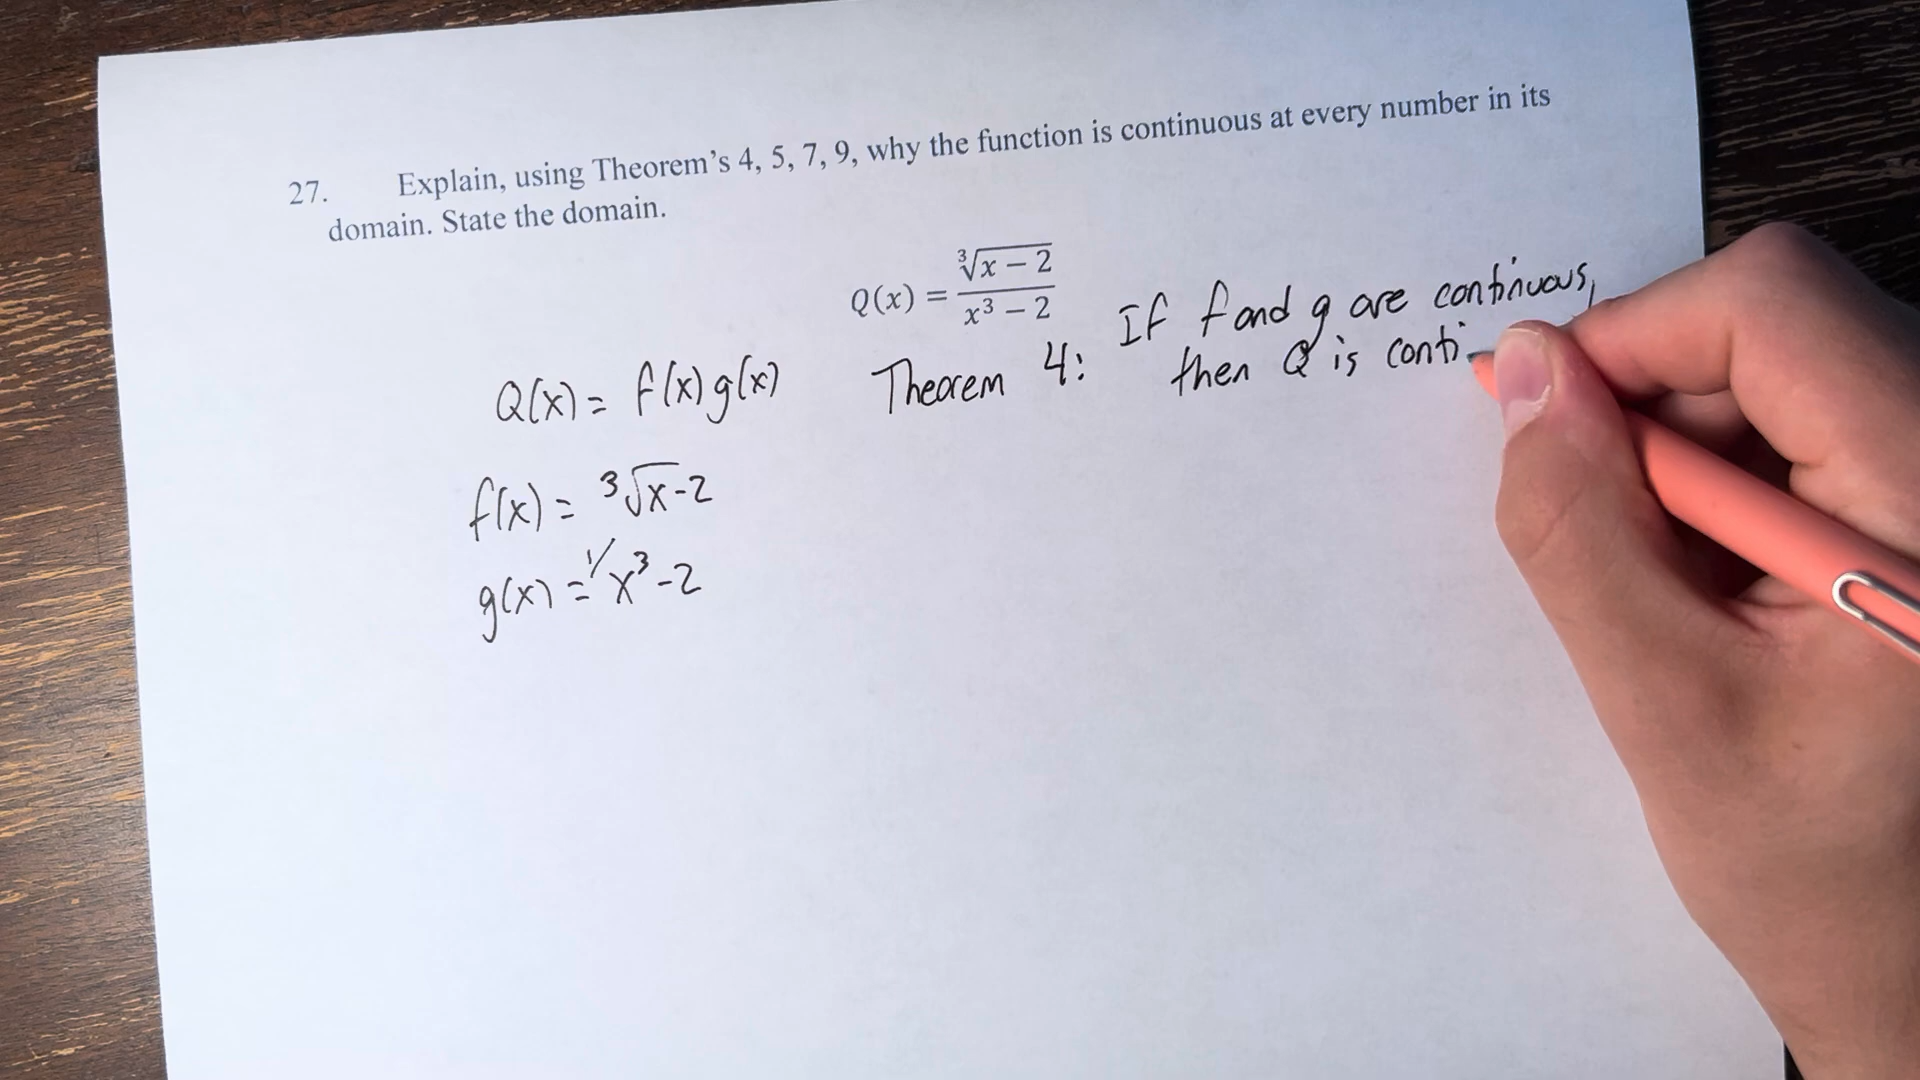 27. Explain, using Theorem's 4, 5, 7, 9, why the function is continuous at every number in its
domain. State the domain.
Q(x) = ∛(x − 2) / (x³ − 2)
Q(x) = f(x)g(x)
Theorem 4: If f and g are continuous,
then Q is conti
f(x) = ³√x-2
g(x) = 1/x³-2